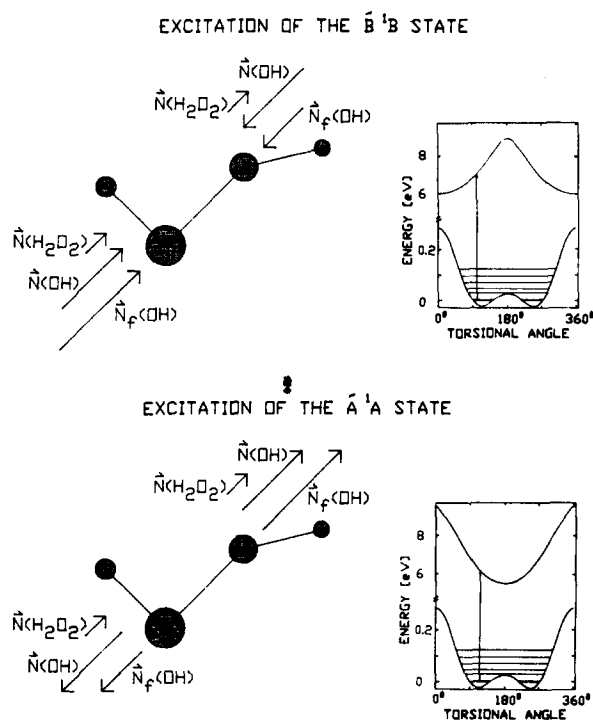 EXCITATION OF THE B̃ ¹B STATE
N⃗(OH)
N⃗(H₂O₂)
N⃗f(OH)
N⃗(H₂O₂)
N⃗(OH)
N⃗f(OH)
ENERGY [eV]
8
6
0.2
0
0° 180° 360°
TORSIONAL ANGLE
EXCITATION OF THE Ã ¹A STATE
N⃗(OH)
N⃗(H₂O₂)
N⃗f(OH)
N⃗(H₂O₂)
N⃗(OH)
N⃗f(OH)
ENERGY [eV]
8
6
0.2
0
0° 180° 360°
TORSIONAL ANGLE